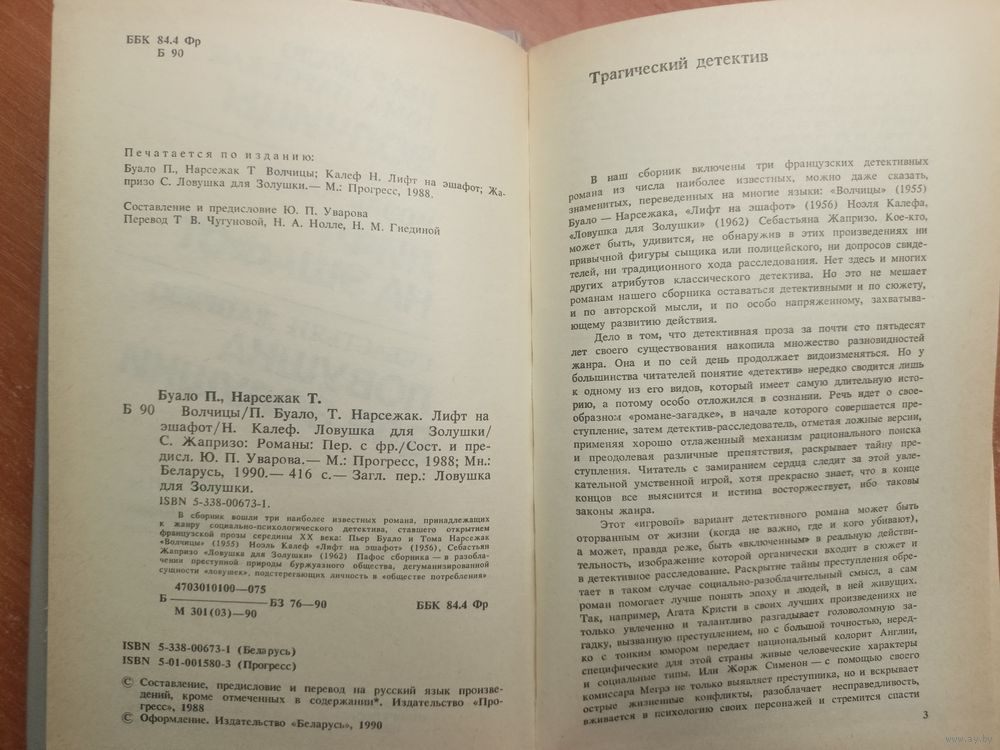 ББК 84.4 Фр
Б 90
Печатается по изданию:
Буало П., Нарсежак Т Волчицы; Калеф Н. Лифт на эшафот; Жа-
призо С. Ловушка для Золушки.— М.: Прогресс, 1988.
Составление и предисловие Ю. П. Уварова
Перевод Т В. Чугуновой, Н. А. Нолле, Н. М. Гнединой
Буало П., Нарсежак Т.
Б 90 Волчицы/П. Буало, Т. Нарсежак. Лифт на
эшафот/Н. Калеф. Ловушка для Золушки/
С. Жапризо: Романы: Пер. с фр./Сост. и пре-
дисл. Ю. П. Уварова.— М.: Прогресс, 1988; Мн.:
Беларусь, 1990.— 416 с.— Загл. пер.: Ловушка
для Золушки.
ISBN 5-338-00673-1.
В сборник вошли три наиболее известных романа, принадлежащих
к жанру социально-психологического детектива, ставшего открытием
французской прозы середины XX века: Пьер Буало и Тома Нарсежак
«Волчицы» (1955) Ноэль Калеф «Лифт на эшафот» (1956), Себастьян
Жапризо «Ловушка для Золушки» (1962) Пафос сборника — в разобла-
чении преступной природы буржуазного общества, дегуманизированной
сущности «ловушек», подстерегающих личность в «обществе потребления»
4703010100—075
Б ———— БЗ 76—90
М 301(03)—90
ББК 84.4 Фр
ISBN 5-338-00673-1 (Беларусь)
ISBN 5-01-001580-3 (Прогресс)
© Составление, предисловие и перевод на русский язык произве-
дений, кроме отмеченных в содержании*. Издательство «Про-
гресс», 1988
© Оформление. Издательство «Беларусь», 1990
Трагический детектив
В наш сборник включены три французских детективных
романа из числа наиболее известных, можно даже сказать,
знаменитых, переведенных на многие языки: «Волчицы» (1955)
Буало — Нарсежака, «Лифт на эшафот» (1956) Ноэля Калефа,
«Ловушка для Золушки» (1962) Себастьяна Жапризо. Кое-кто,
может быть, удивится, не обнаружив в этих произведениях ни
привычной фигуры сыщика или полицейского, ни допросов свиде-
телей, ни традиционного хода расследования. Нет здесь и многих
других атрибутов классического детектива. Но это не мешает
романам нашего сборника оставаться детективными и по сюжету,
и по авторской мысли, и по особо напряженному, захватыва-
ющему развитию действия.
Дело в том, что детективная проза за почти сто пятьдесят
лет своего существования накопила множество разновидностей
жанра. Она и по сей день продолжает видоизменяться. Но у
большинства читателей понятие «детектив» нередко сводится лишь
к одному из его видов, который имеет самую длительную исто-
рию, а потому особо отложился в сознании. Речь идет о свое-
образном «романе-загадке», в начале которого совершается пре-
ступление, затем детектив-расследователь, отметая ложные версии,
применяя хорошо отлаженный механизм рационального поиска
и преодолевая различные препятствия, раскрывает тайну пре-
ступления. Читатель с замиранием сердца следит за этой увле-
кательной умственной игрой, хотя прекрасно знает, что в конце
концов все выяснится и истина восторжествует, ибо таковы
законы жанра.
Этот «игровой» вариант детективного романа может быть
оторванным от жизни (когда не важно, где и кого убивают),
а может, правда реже, быть «включенным» в реальную действи-
тельность, изображение которой органически входит в сюжет и
в детективное расследование. Раскрытие тайны преступления обре-
тает в таком случае социально-разоблачительный смысл, а сам
роман помогает лучше понять эпоху и людей, в ней живущих.
Так, например, Агата Кристи в своих лучших произведениях не
только увлеченно и талантливо разгадывает головоломную за-
гадку, вызванную преступлением, но с большой точностью, неред-
ко с тонким юмором передает национальный колорит Англии,
специфические для этой страны живые человеческие характеры
и социальные типы. Или Жорж Сименон — с помощью своего
комиссара Мегрэ не только выявляет преступника, но и вскрывает
острые жизненные конфликты, разоблачает несправедливость,
вживается в психологию своих персонажей и стремится спасти
3
www.ay.by